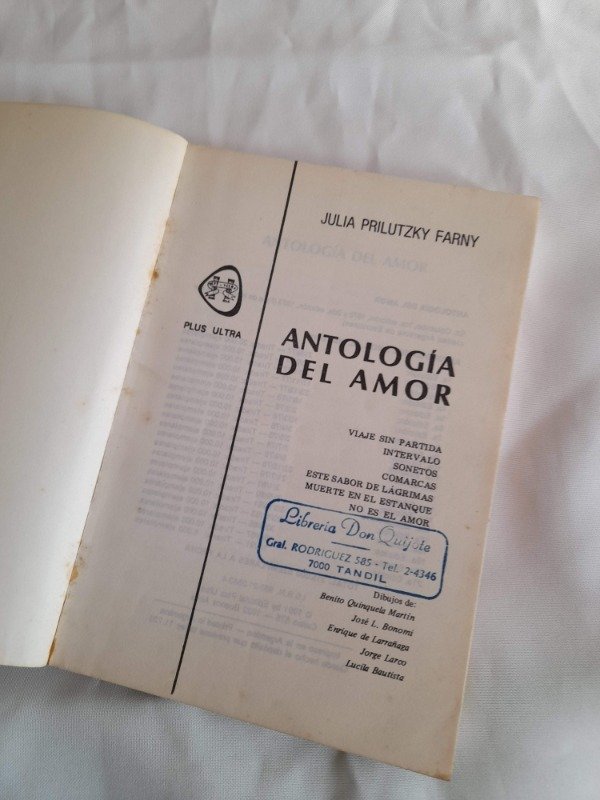 JULIA PRILUTZKY FARNY
PLUS ULTRA
ANTOLOGÍA
DEL AMOR
VIAJE SIN PARTIDA
INTERVALO
SONETOS
COMARCAS
ESTE SABOR DE LÁGRIMAS
MUERTE EN EL ESTANQUE
NO ES EL AMOR
Librería Don Quijote
Gral. RODRIGUEZ 585 - Tel. 2-4346
7000 TANDIL
Dibujos de:
Benito Quinquela Martín
José L. Bonomi
Enrique de Larrañaga
Jorge Larco
Lucila Bautista